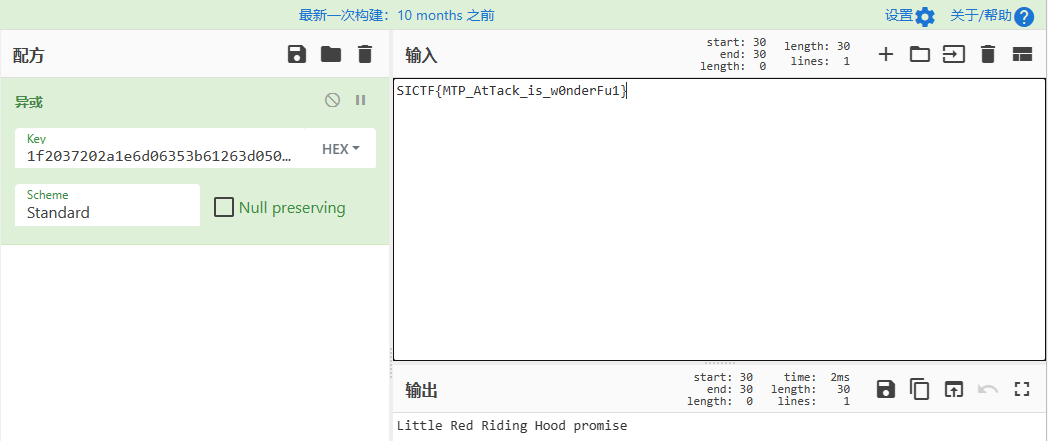 最新一次构建：10 months 之前
设置
关于/帮助
配方
异或
Key
1f2037202a1e6d06353b61263d050…
HEX
Scheme
Standard
Null preserving
输入
start: 30
end: 30
length: 0
length: 30
lines: 1
SICTF{MTP_AtTack_is_w0nderFu1}
输出
start: 30
end: 30
length: 0
time: 2ms
length: 30
lines: 1
Little Red Riding Hood promise